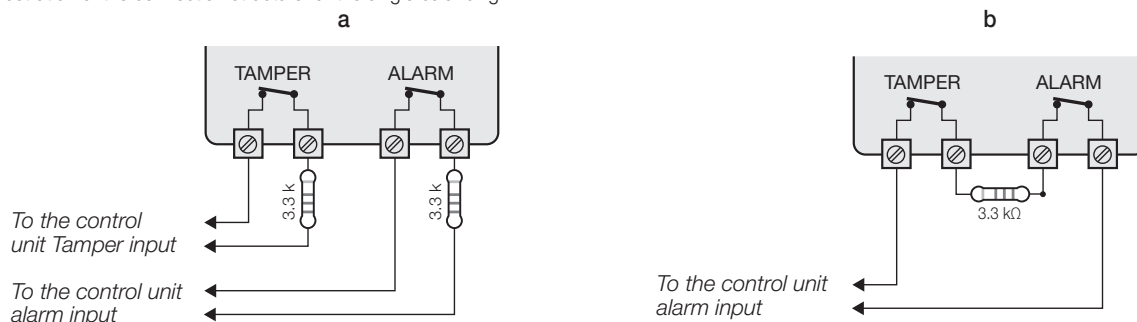 a
b
TAMPER ALARM
3.3 k
3.3 k
To the control
unit Tamper input
To the control unit
alarm input
TAMPER ALARM
3.3 kΩ
To the control unit
alarm input